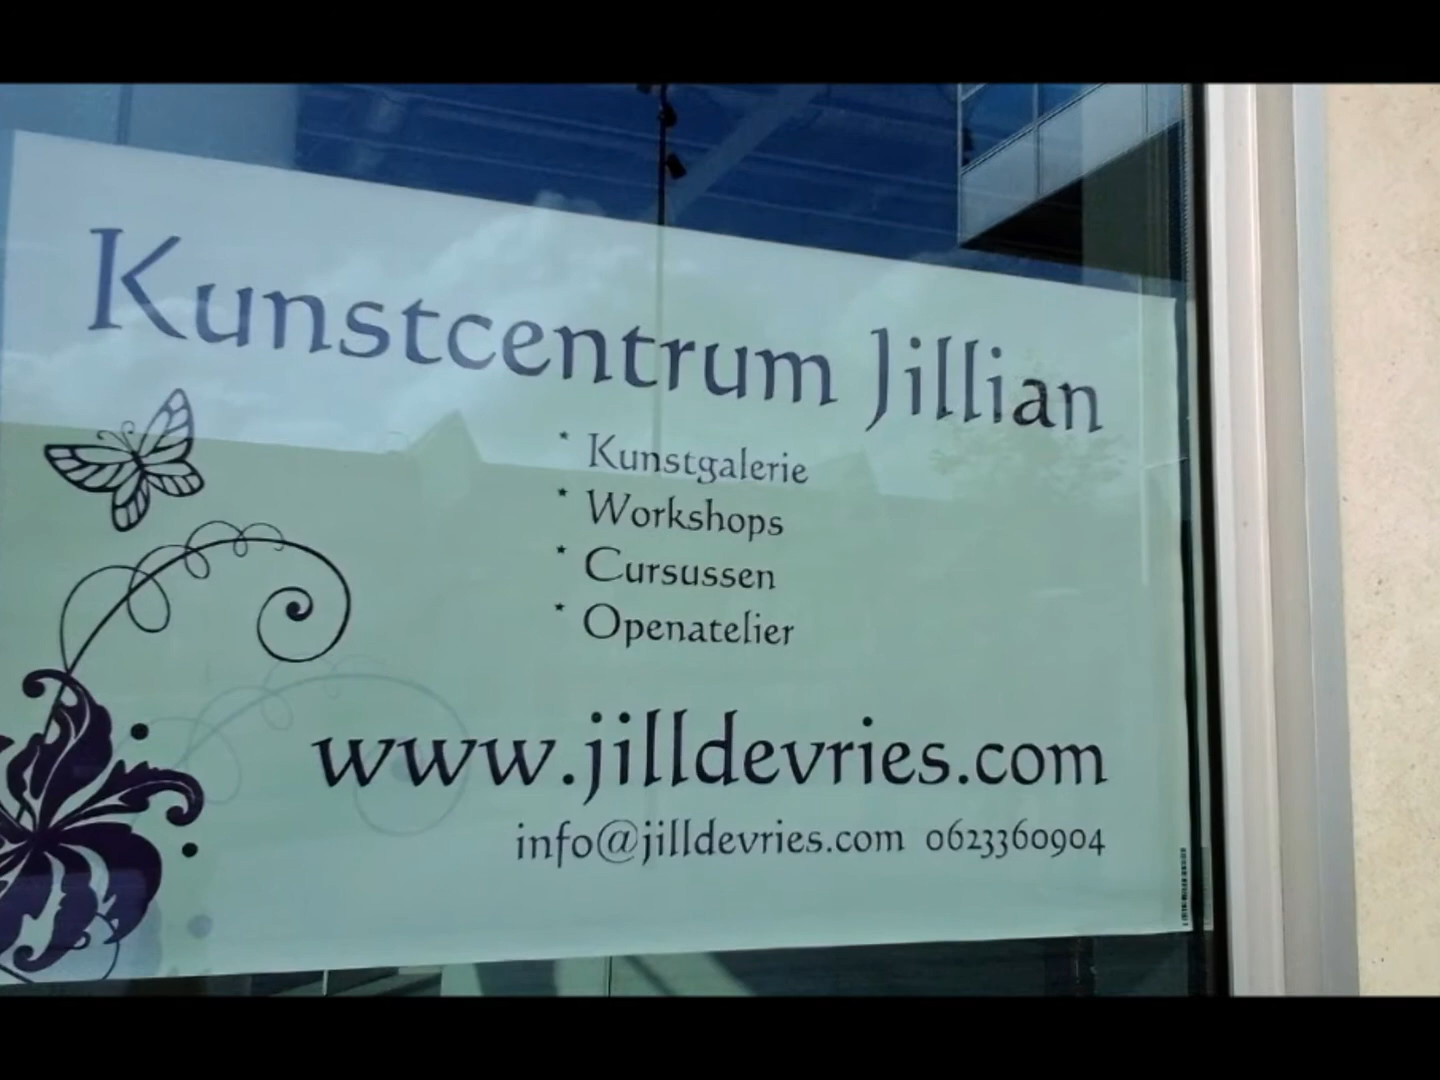 Kunstcentrum Jillian
* Kunstgalerie
* Workshops
* Cursussen
* Openatelier
www.jilldevries.com
info@jilldevries.com 0623360904